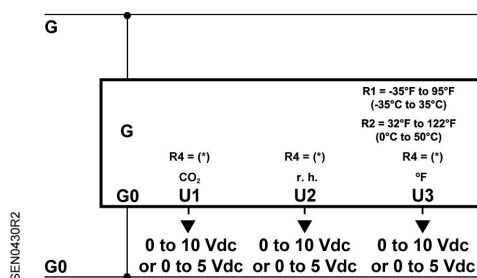 G
R1 = -35°F to 95°F
(-35°C to 35°C)
R2 = 32°F to 122°F
(0°C to 50°C)
G
R4 = (*) R4 = (*) R4 = (*)
CO₂ r. h. °F
G0 U1 U2 U3
0 to 10 Vdc 0 to 10 Vdc 0 to 10 Vdc
or 0 to 5 Vdc or 0 to 5 Vdc or 0 to 5 Vdc
G0
SEN0430R2